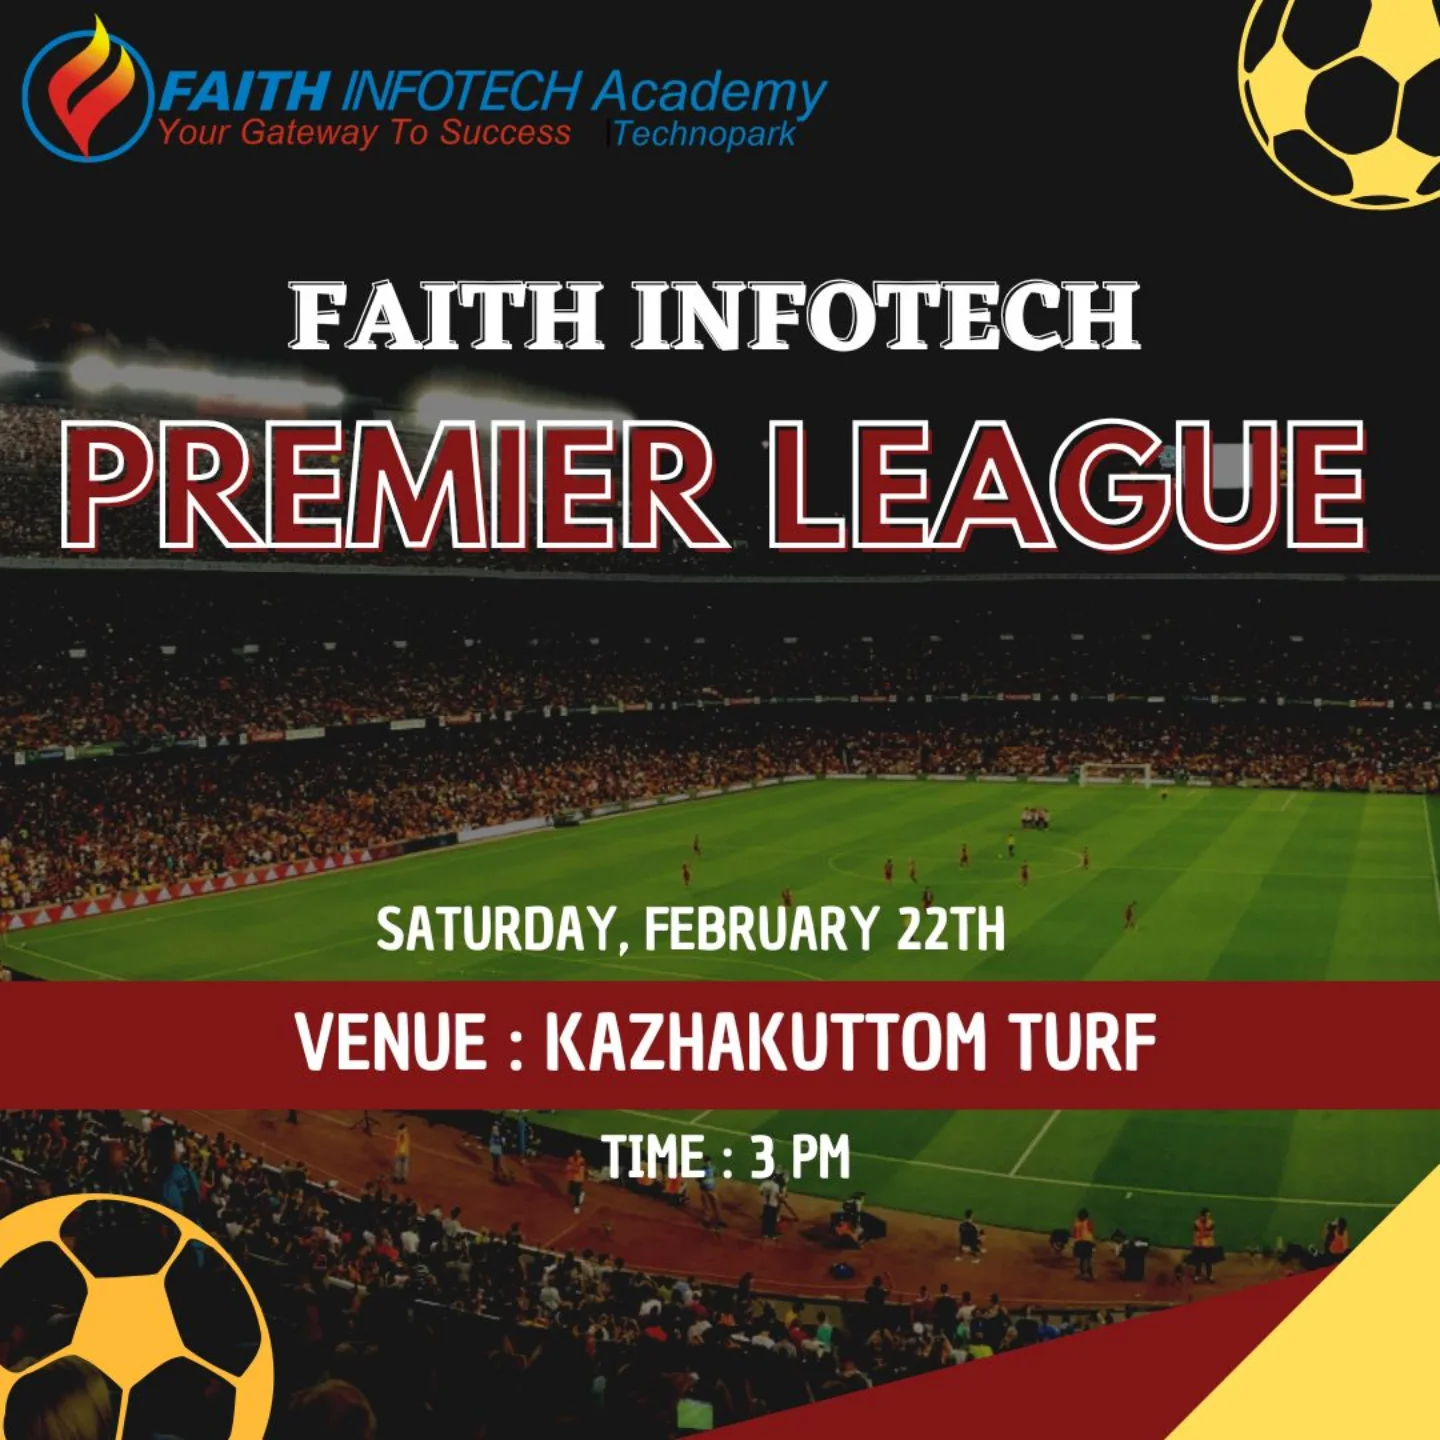 FAITH INFOTECH Academy
Your Gateway To Success |Technopark
FAITH INFOTECH
PREMIER LEAGUE
SATURDAY, FEBRUARY 22TH
VENUE : KAZHAKUTTOM TURF
TIME : 3 PM